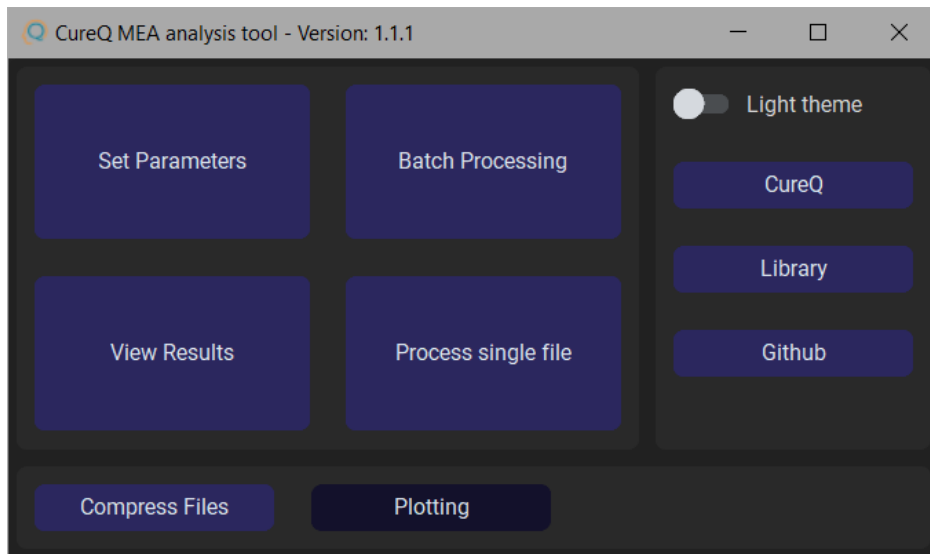 CureQ MEA analysis tool - Version: 1.1.1
Set Parameters
Batch Processing
Light theme
CureQ
Library
View Results
Process single file
Github
Compress Files
Plotting